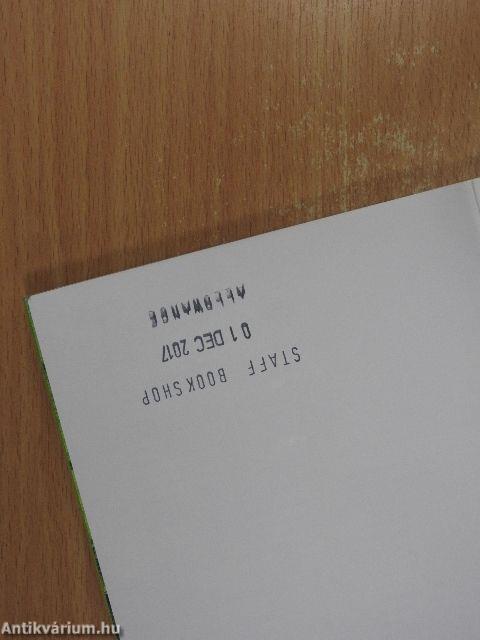 STAFF BOOKSHOP
01 DEC 2017
ALLOWANCE
Antikvárium.hu